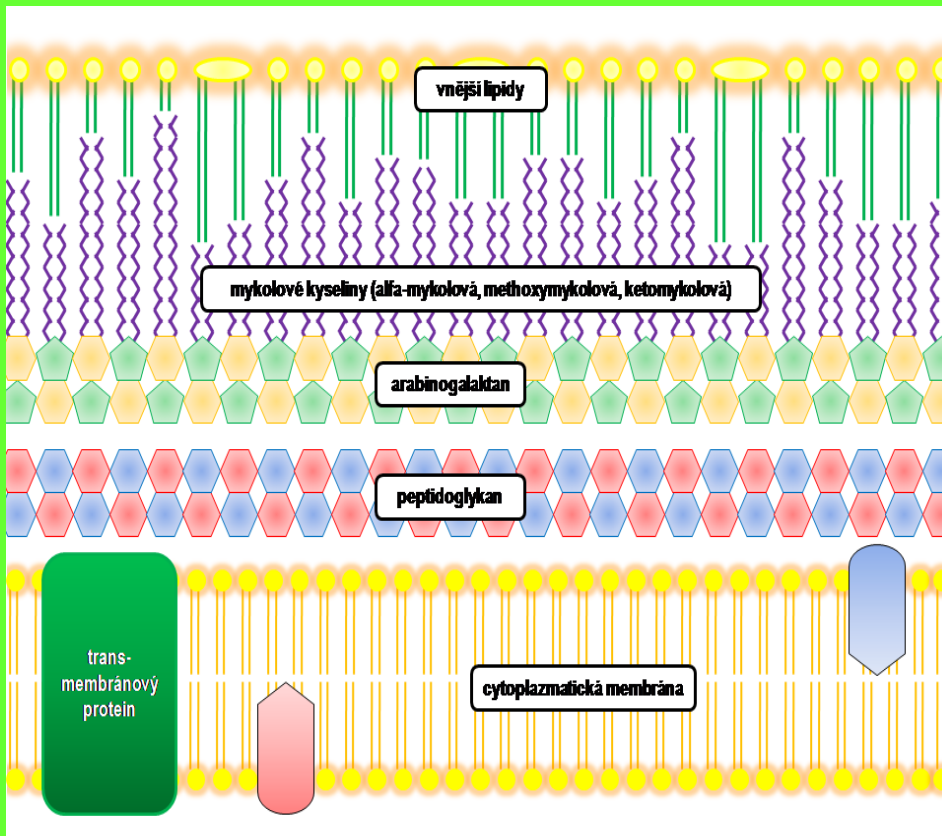 vnější lipidy
mykolové kyseliny (alfa-mykolová, methoxymykolová, ketomykolová)
arabinogalaktan
peptidoglykan
trans-
membránový
protein
cytoplazmatická membrána